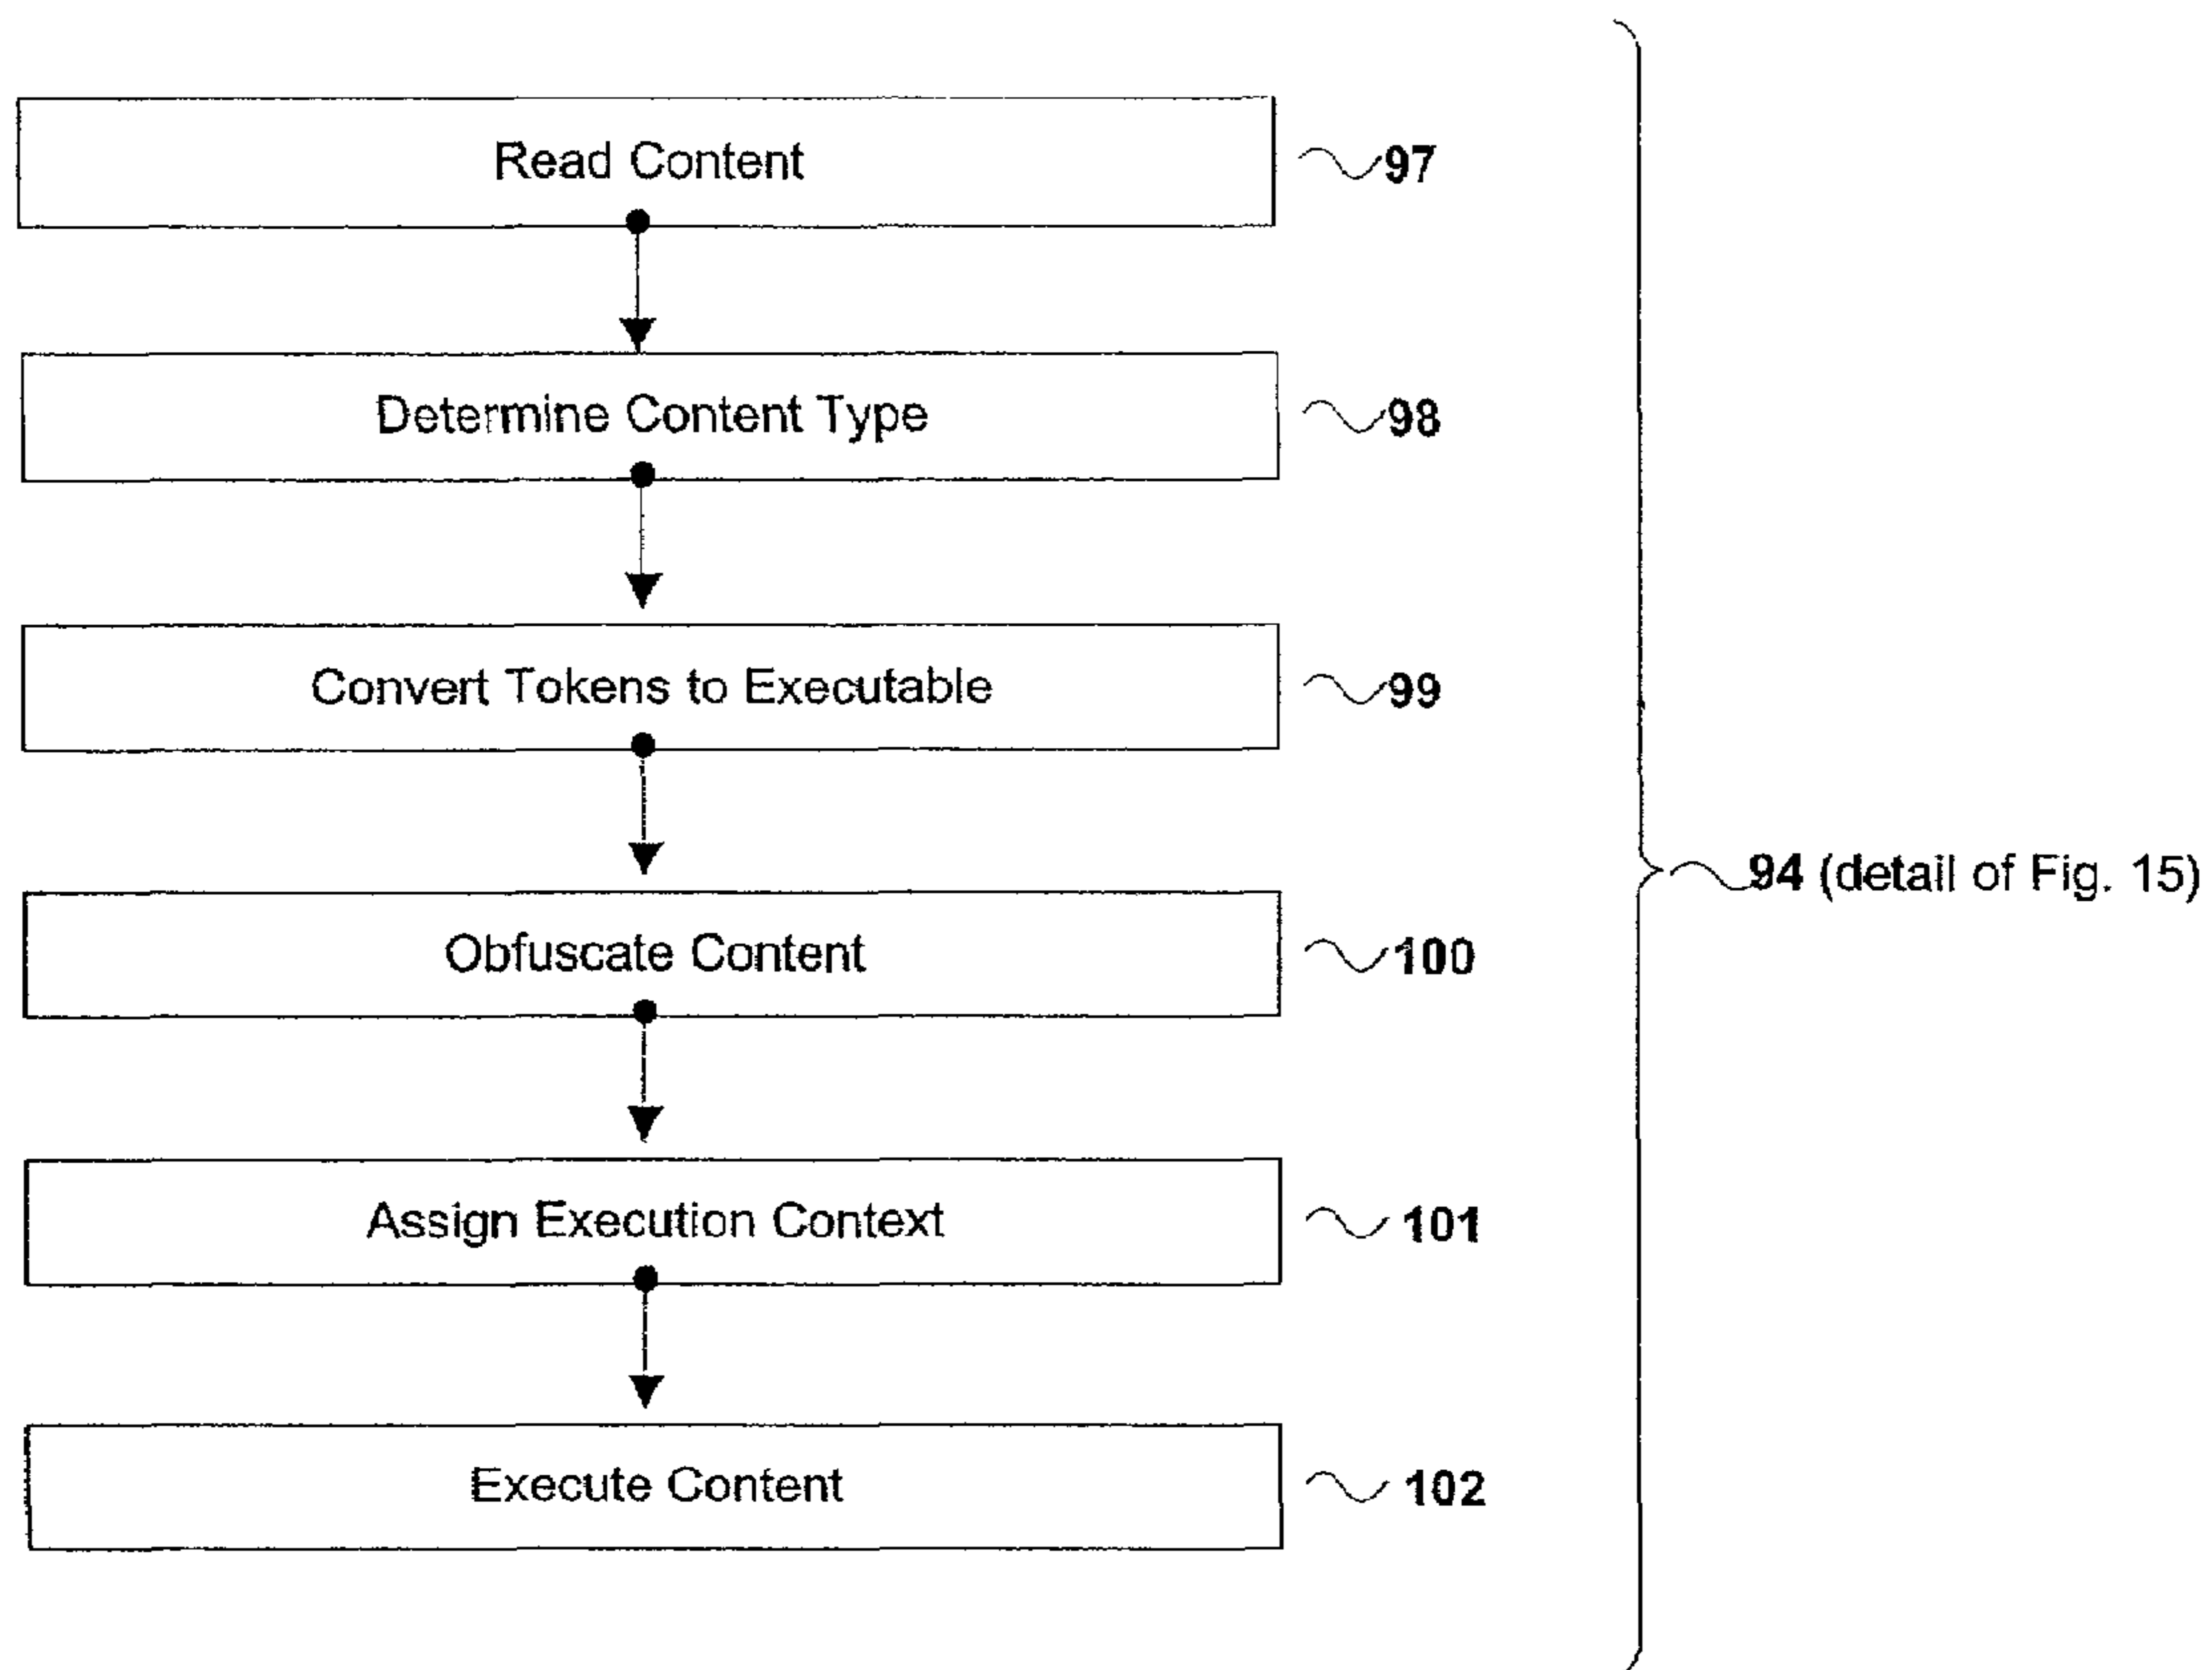 Read Content 97
Determine Content Type 98
Convert Tokens to Executable 99
94 (detail of Fig. 15)
Obfuscate Content 100
Assign Execution Context 101
Execute Content 102